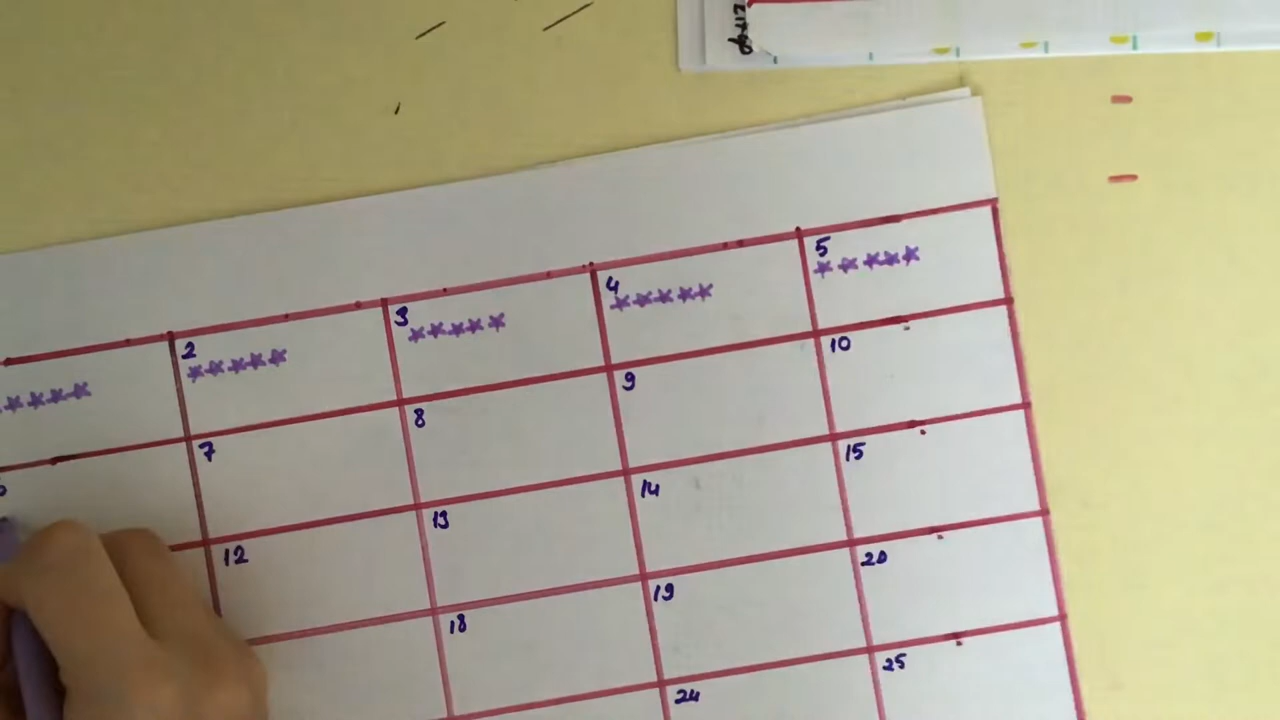 2 3 4 5
***** ***** ***** *****
****
7 8 9 10
12 13 14 15
18 19 20
24 25